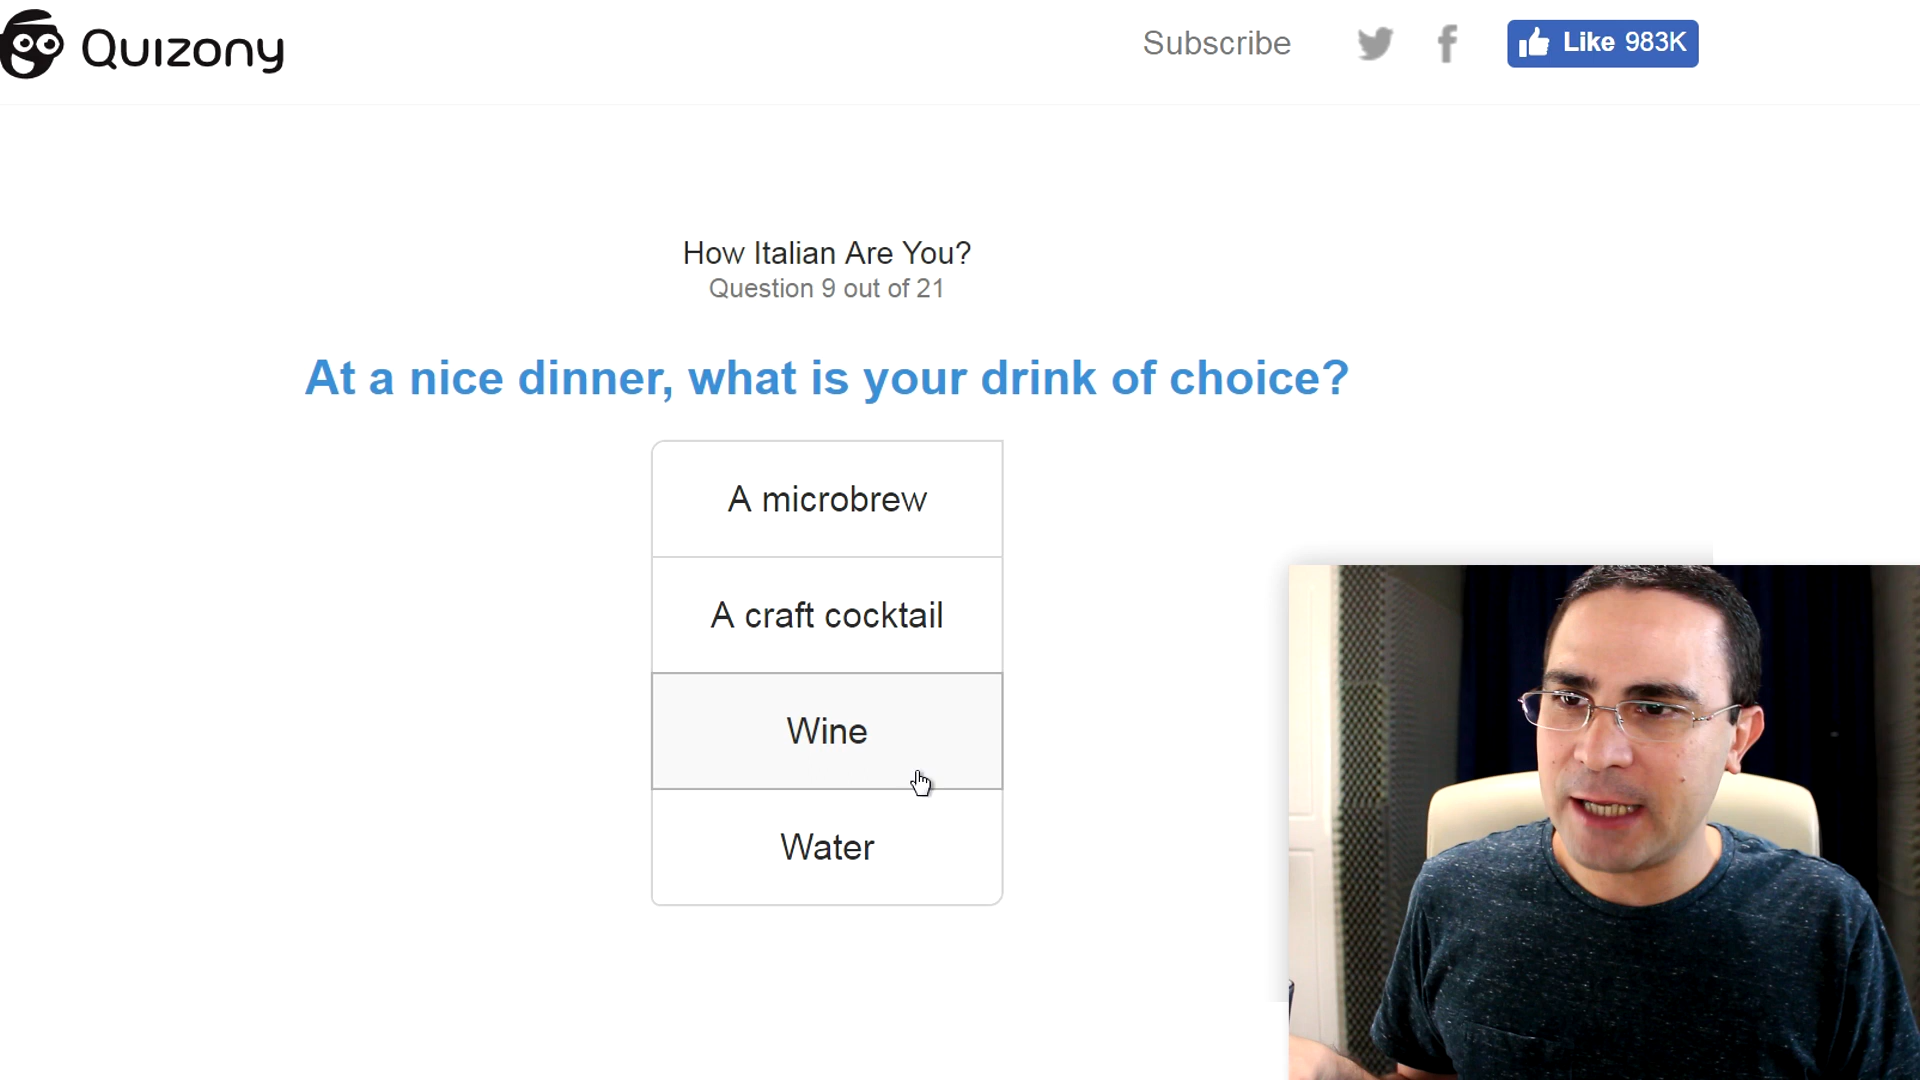 Quizony
Subscribe
Like 983K
How Italian Are You?
Question 9 out of 21
At a nice dinner, what is your drink of choice?
A microbrew
A craft cocktail
Wine
Water